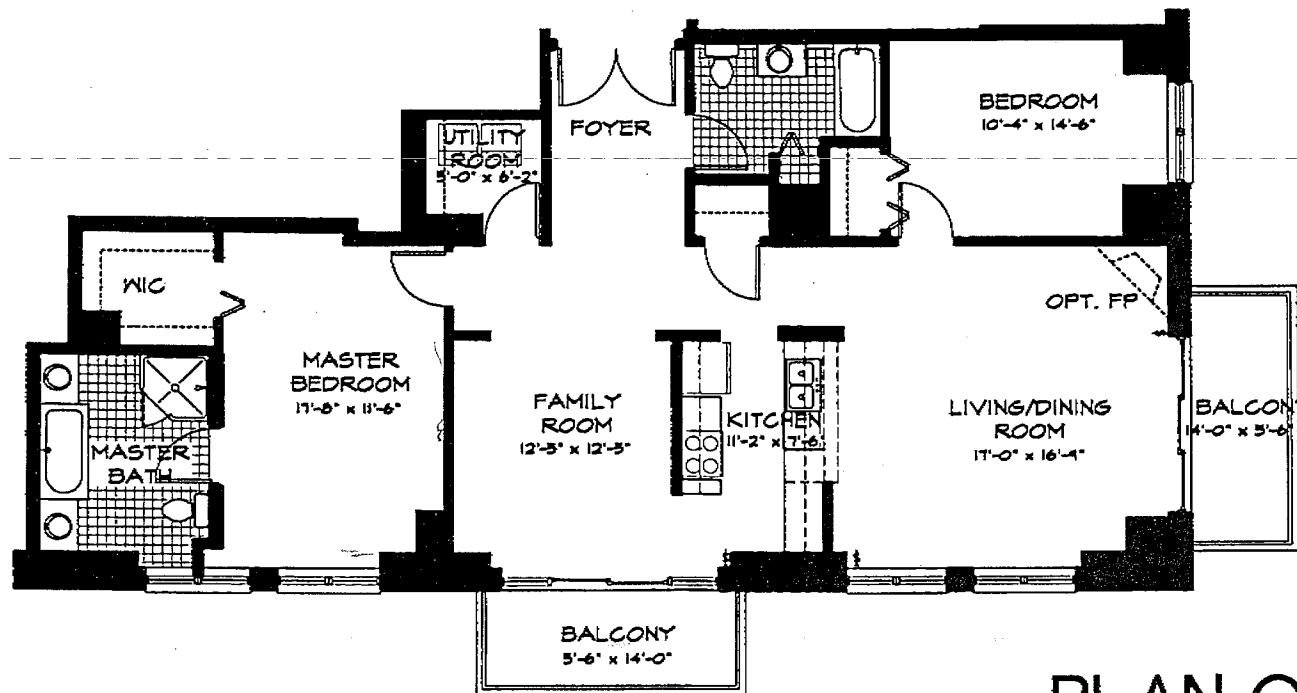 BEDROOM
10'-4" x 14'-6"
FOYER
UTILITY
ROOM
5'-0" x 6'-2"
WIC
OPT. FP
MASTER
BEDROOM
17'-8" x 11'-6"
FAMILY
ROOM
12'-5" x 12'-5"
KITCHEN
11'-2" x 7'-6"
LIVING/DINING
ROOM
17'-0" x 16'-4"
BALCONY
14'-0" x 5'-6"
MASTER
BATH
BALCONY
5'-6" x 14'-0"
PLAN